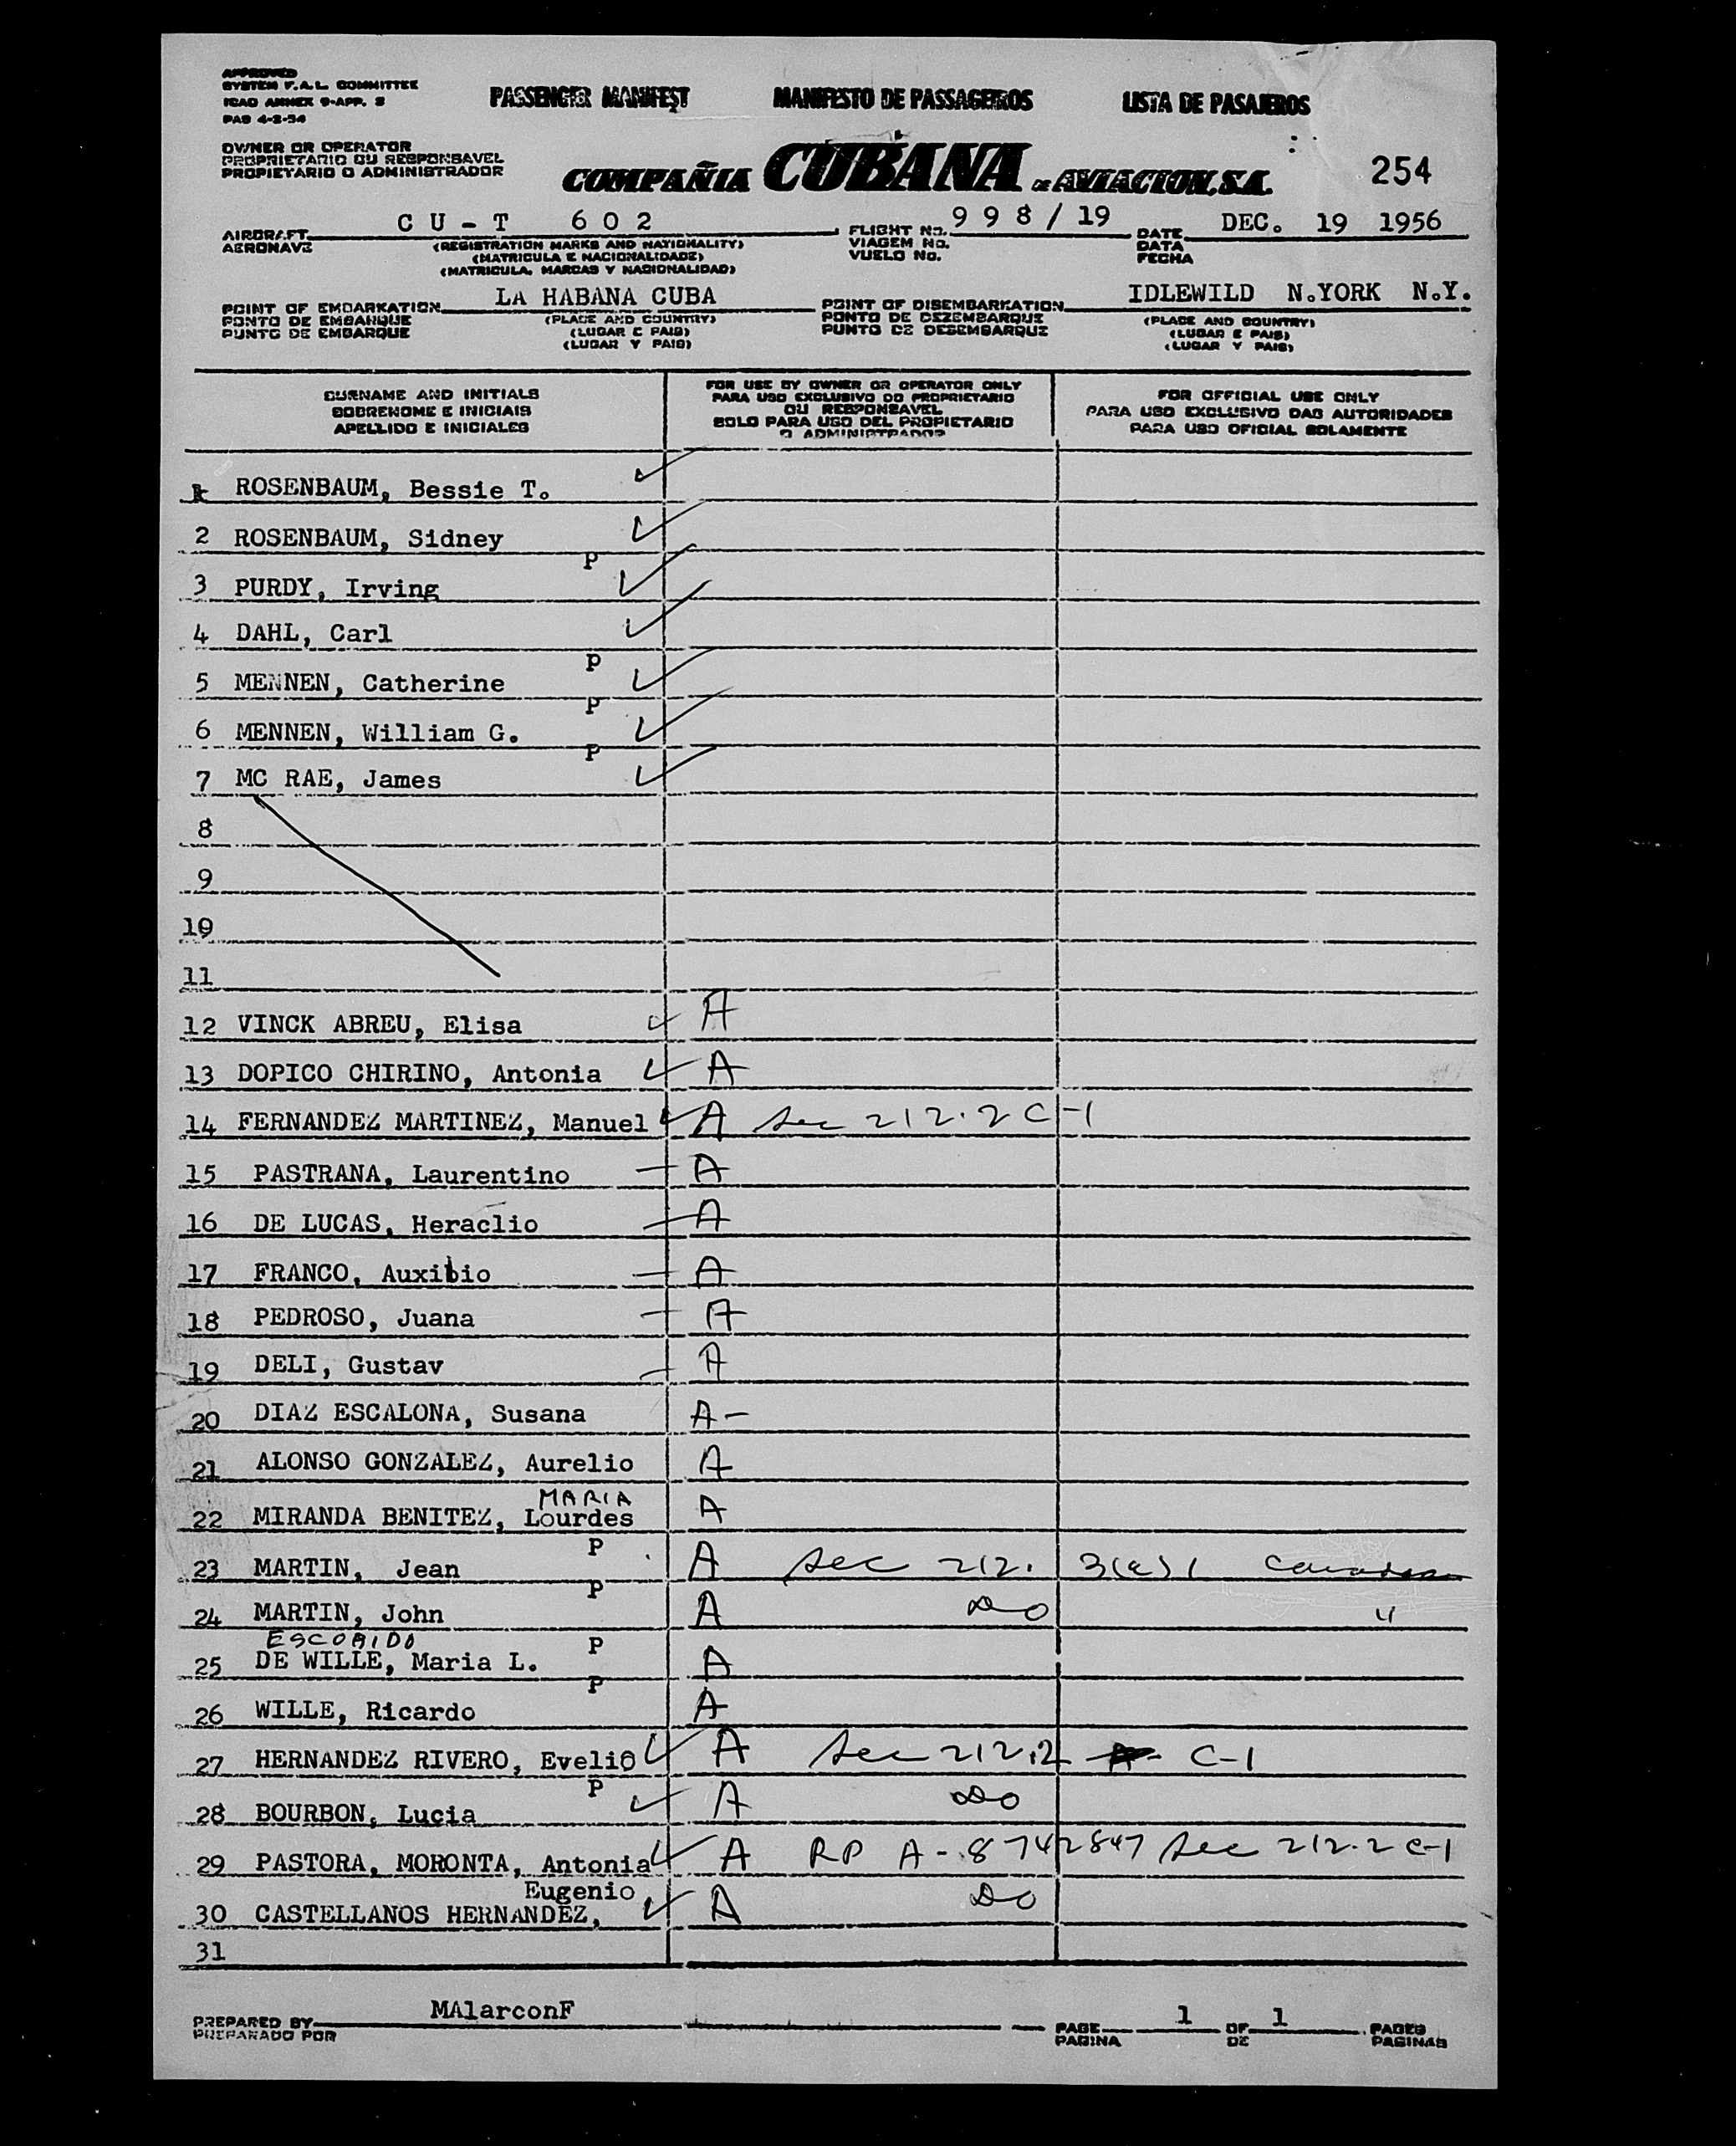 APPROVED
SYSTEM F.A.L. COMMITTEE
ICAO ANNEX 9-APP. 3
PAB 4-2-54
PASSENGER MANIFEST MANIFESTO DE PASSAGEIROS LISTA DE PASAJEROS
OWNER OR OPERATOR
PROPRIETARIO OU RESPONSAVEL
PROPIETARIO O ADMINISTRADOR
COMPAÑIA CUBANA DE AVIACION, S.A.
254
AIRCRAFT CU-T 602 FLIGHT No. 998/19 DATE DEC. 19 1956
AERONAVE (REGISTRATION MARKS AND NATIONALITY) VIAGEM No. DATA
(MATRICULA E NACIONALIDADE) VUELO No. FECHA
(MATRICULA, MARCAS Y NACIONALIDAD)
POINT OF EMBARKATION LA HABANA CUBA POINT OF DISEMBARKATION IDLEWILD N.YORK N.Y.
PONTO DE EMBARQUE (PLACE AND COUNTRY) PONTO DE DEZEMBARQUE (PLACE AND COUNTRY)
PUNTO DE EMBARQUE (LUGAR E PAIS) PUNTO DE DESEMBARQUE (LUGAR E PAIS)
(LUGAR Y PAIS) (LUGAR Y PAIS)
SURNAME AND INITIALS
SOBRENOME E INICIAIS
APELLIDO E INICIALES
FOR USE BY OWNER OR OPERATOR ONLY
PARA USO EXCLUSIVO DO PROPRIETARIO
OU RESPONSAVEL
SOLO PARA USO DEL PROPIETARIO
O ADMINISTRADOR
FOR OFFICIAL USE ONLY
PARA USO EXCLUSIVO DAS AUTORIDADES
PARA USO OFICIAL SOLAMENTE
1 ROSENBAUM, Bessie T.
2 ROSENBAUM, Sidney
3 PURDY, Irving P
4 DAHL, Carl
5 MENNEN, Catherine P
6 MENNEN, William G. P
7 MC RAE, James P
8
9
10
11
12 VINCK ABREU, Elisa A
13 DOPICO CHIRINO, Antonia A
14 FERNANDEZ MARTINEZ, Manuel A Sec 212.2 C-1
15 PASTRANA, Laurentino A
16 DE LUCAS, Heraclio A
17 FRANCO, Auxibio A
18 PEDROSO, Juana A
19 DELI, Gustav A
20 DIAZ ESCALONA, Susana A-
21 ALONSO GONZALEZ, Aurelio A
MARIA
22 MIRANDA BENITEZ, Lourdes A
23 MARTIN, Jean P A Sec 212. 3(a)1
24 MARTIN, John P A Do "
25 DE WILLE, Maria L. P A
26 WILLE, Ricardo P A
27 HERNANDEZ RIVERO, Evelio A Sec 212.2 C-1
28 BOURBON, Lucia P A Do
29 PASTORA, MORONTA, Antonia A RP A-8742847 Sec 212.2 C-1
Eugenio
30 CASTELLANOS HERNANDEZ, A Do
31
PREPARED BY MAlarconF PAGE 1 OF 1 PAGES
PREPARADO POR PAGINA DE PAGINAS